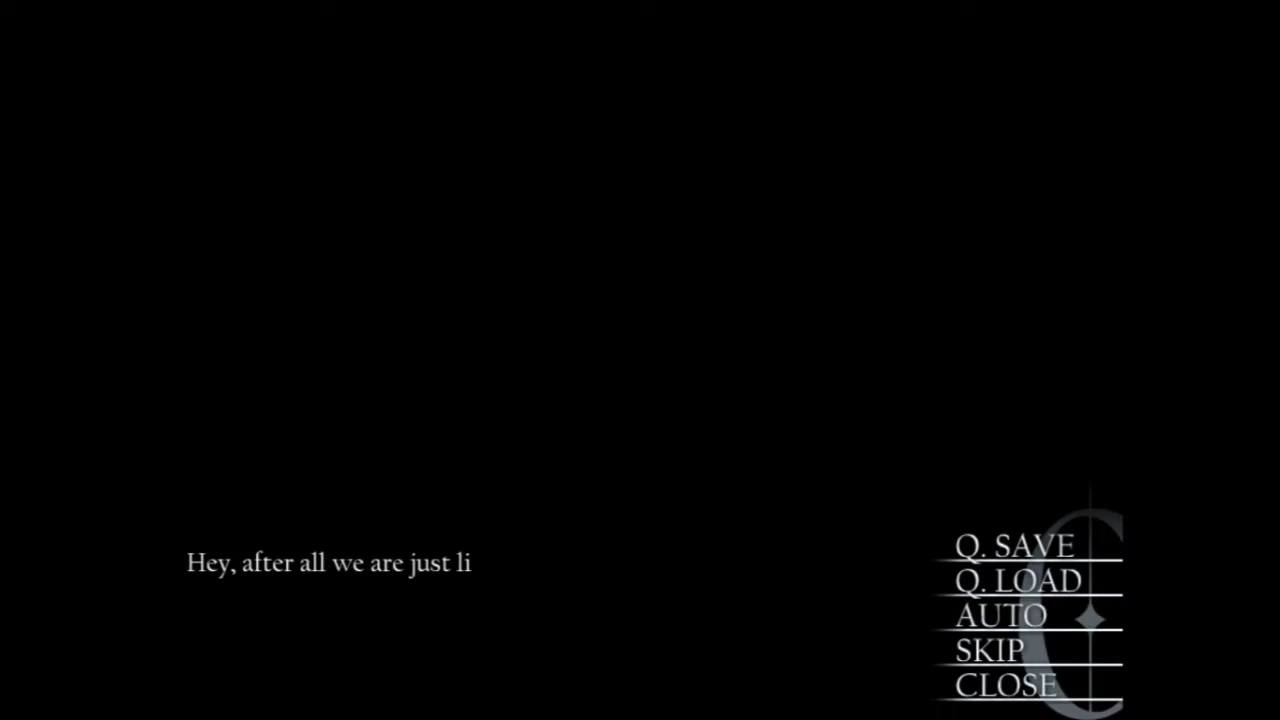 Hey, after all we are just li
Q. SAVE
Q. LOAD
AUTO
SKIP
CLOSE